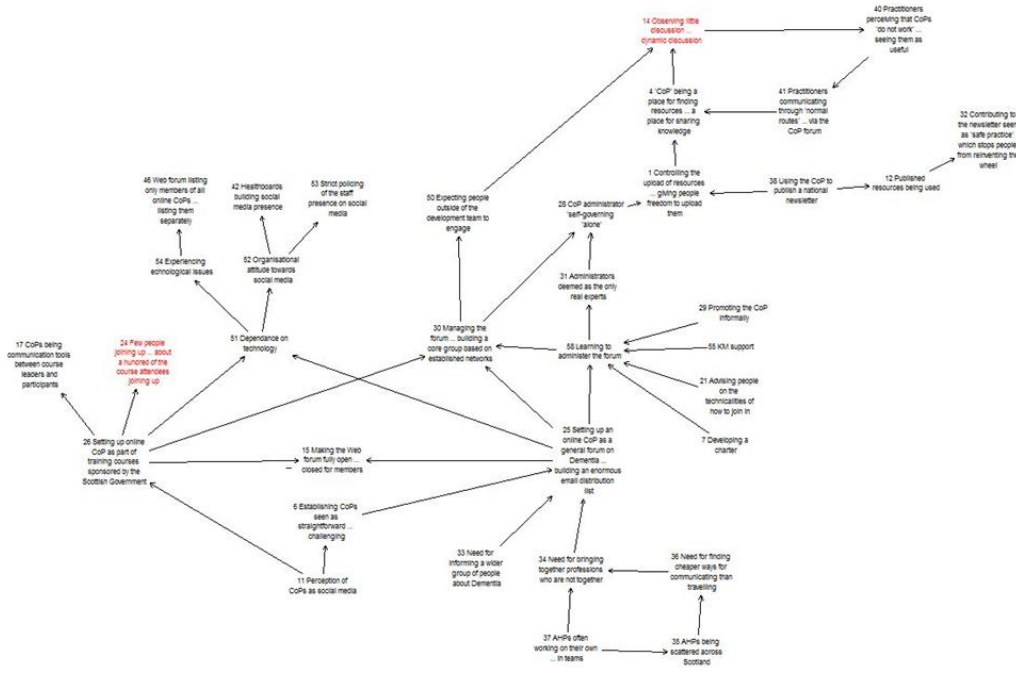 14 Observing little
discussion ...
dynamic discussion
40 Practitioners
perceiving that CoPs
'do not work' ...
seeing them as
useful
4 'CoP' being a
place for finding
resources ... a
place for sharing
knowledge
41 Practitioners
communicating
through 'normal
routes' ... via the
CoP forum
32 Contributing to
the newsletter seen
as 'safe practice'
which stops people
from reinventing the
wheel
46 Web forum listing
only members of all
online CoPs ...
listing them
separately
42 Healthboards
building social
media presence
53 Strict policing
of the staff
presence on social
media
50 Expecting people
outside of the
development team to
engage
28 CoP administrator
'self-governing
'alone'
1 Controlling the
upload of resources
... giving people
freedom to upload
them
38 Using the CoP to
publish a national
newsletter
12 Published
resources being used
54 Experiencing
echnological issues
52 Organisational
attitude towards
social media
31 Administrators
deemed as the only
real experts
29 Promoting the CoP
informally
17 CoPs being
communication tools
between course
leaders and
participants
24 Few people
joining up ... about
a hundred of the
course attendees
joining up
51 Dependance on
technology
30 Managing the
forum ... building a
core group based on
established networks
58 Learning to
administer the forum
55 KM support
21 Advising people
on the
technicalities of
how to join in
7 Developing a
charter
26 Setting up online
CoP as part of
training courses
sponsored by the
Scottish Government
15 Making the Web
forum fully open ...
closed for members
25 Setting up an
online CoP as a
general forum on
Dementia ...
building an enormous
email distribution
list
6 Establishing CoPs
seen as
straightforward ...
challenging
11 Perception of
CoPs as social media
33 Need for
informing a wider
group of people
about Dementia
34 Need for bringing
together professions
who are not together
36 Need for finding
cheaper ways for
communicating than
travelling
37 AHPs often
working on their own
... in teams
35 AHPs being
scattered across
Scotland